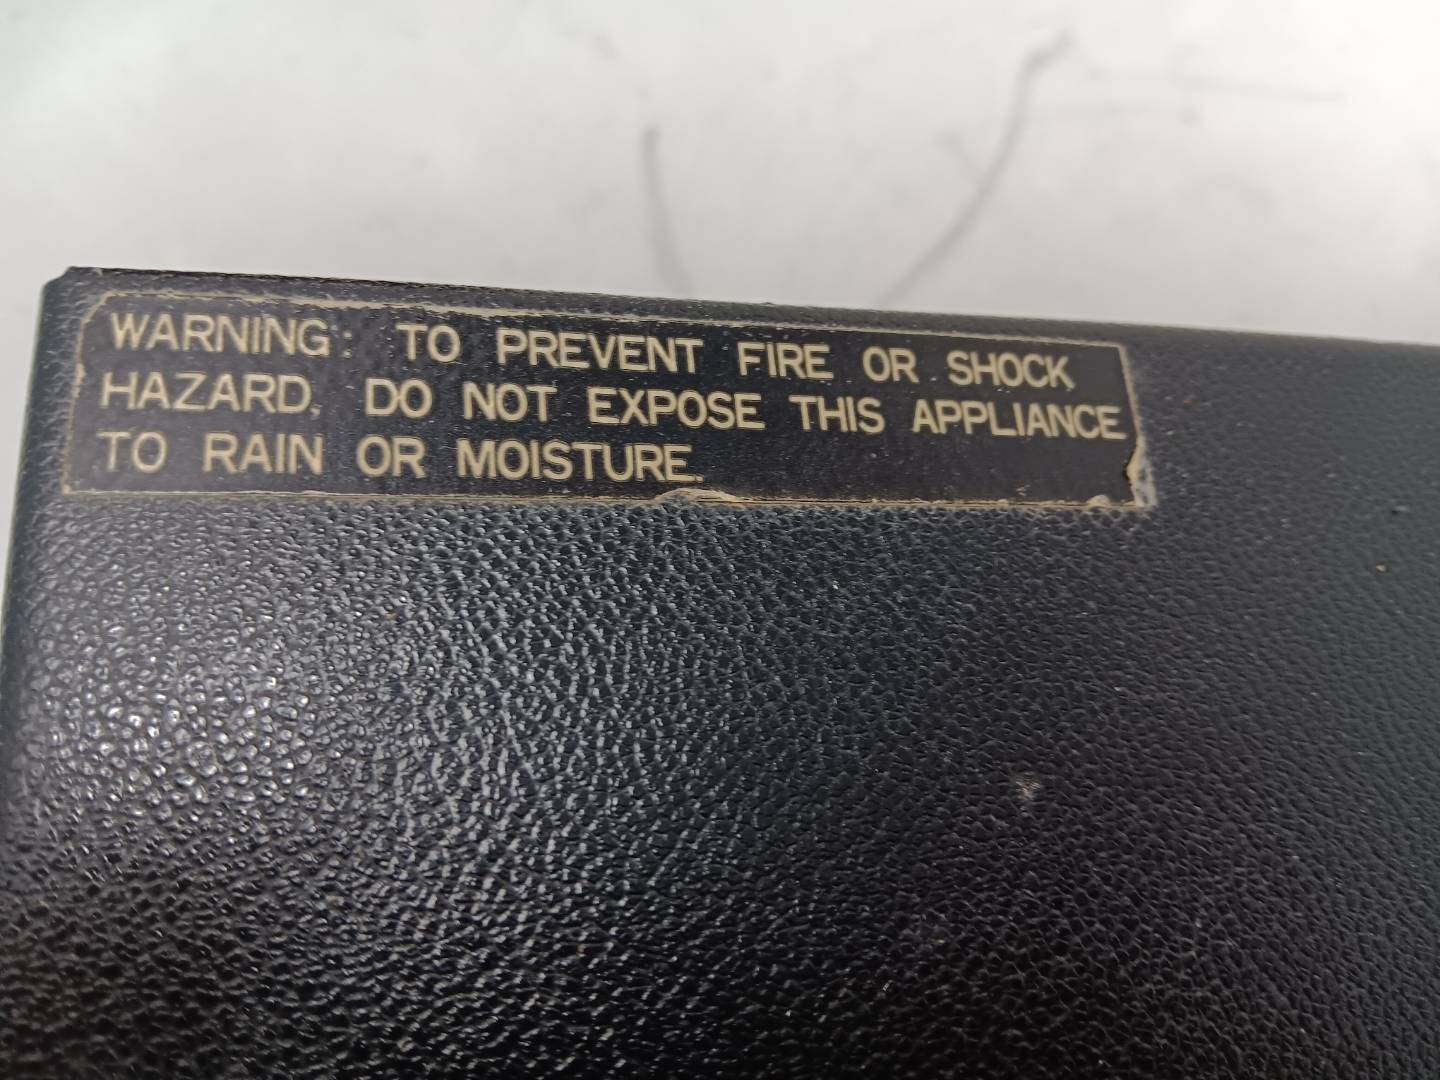 WARNING: TO PREVENT FIRE OR SHOCK
HAZARD, DO NOT EXPOSE THIS APPLIANCE
TO RAIN OR MOISTURE.